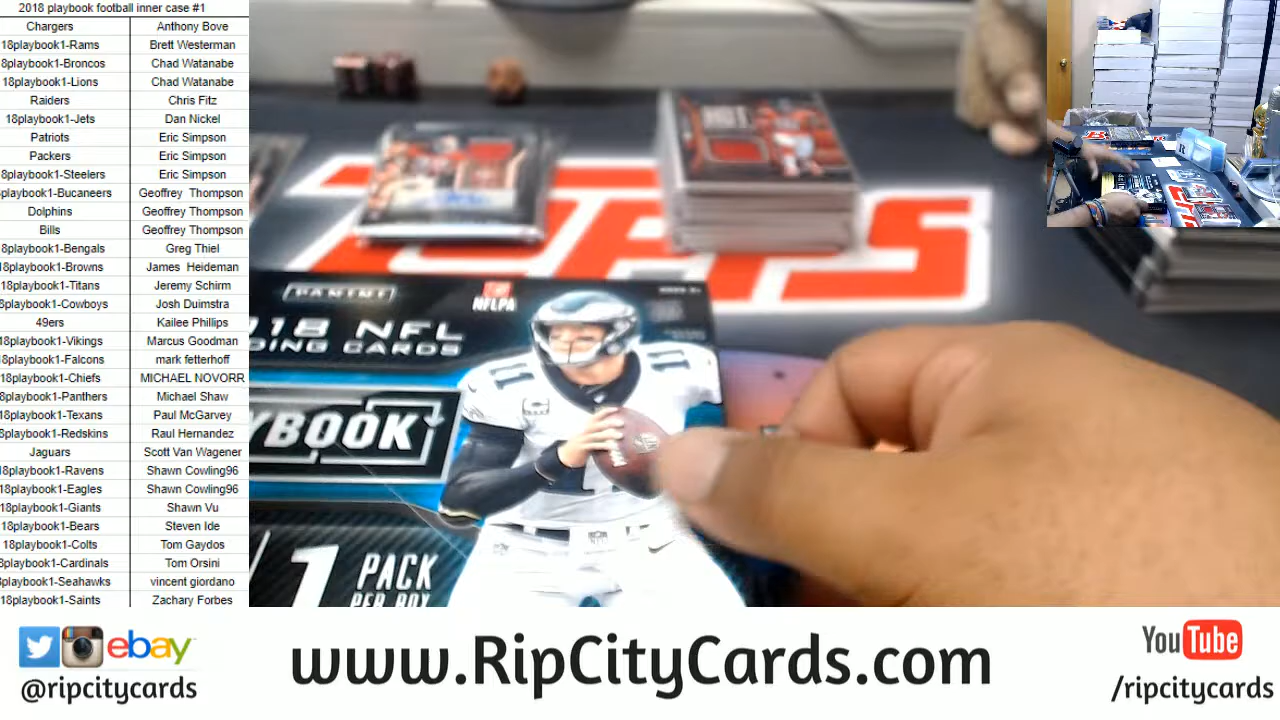 2018 playbook football inner case #1
Chargers Anthony Bove
18playbook1-Rams Brett Westerman
8playbook1-Broncos Chad Watanabe
18playbook1-Lions Chad Watanabe
Raiders Chris Fitz
18playbook1-Jets Dan Nickel
Patriots Eric Simpson
Packers Eric Simpson
18playbook1-Steelers Eric Simpson
playbook1-Bucaneers Geoffrey Thompson
Dolphins Geoffrey Thompson
Bills Geoffrey Thompson
8playbook1-Bengals Greg Thiel
18playbook1-Browns James Heideman
18playbook1-Titans Jeremy Schirm
8playbook1-Cowboys Josh Duimstra
49ers Kailee Phillips
18playbook1-Vikings Marcus Goodman
18playbook1-Falcons mark fetterhoff
18playbook1-Chiefs MICHAEL NOVORR
18playbook1-Panthers Michael Shaw
18playbook1-Texans Paul McGarvey
8playbook1-Redskins Raul Hernandez
Jaguars Scott Van Wagener
18playbook1-Ravens Shawn Cowling96
18playbook1-Eagles Shawn Cowling96
18playbook1-Giants Shawn Vu
18playbook1-Bears Steven Ide
18playbook1-Colts Tom Gaydos
8playbook1-Cardinals Tom Orsini
playbook1-Seahawks vincent giordano
18playbook1-Saints Zachary Forbes
PANINI
NFLPA
18 NFL
DING CARDS
YBOOK
1 PACK
PER BOX
11 11
HOT
ebay
@ripcitycards
www.RipCityCards.com
YouTube
/ripcitycards